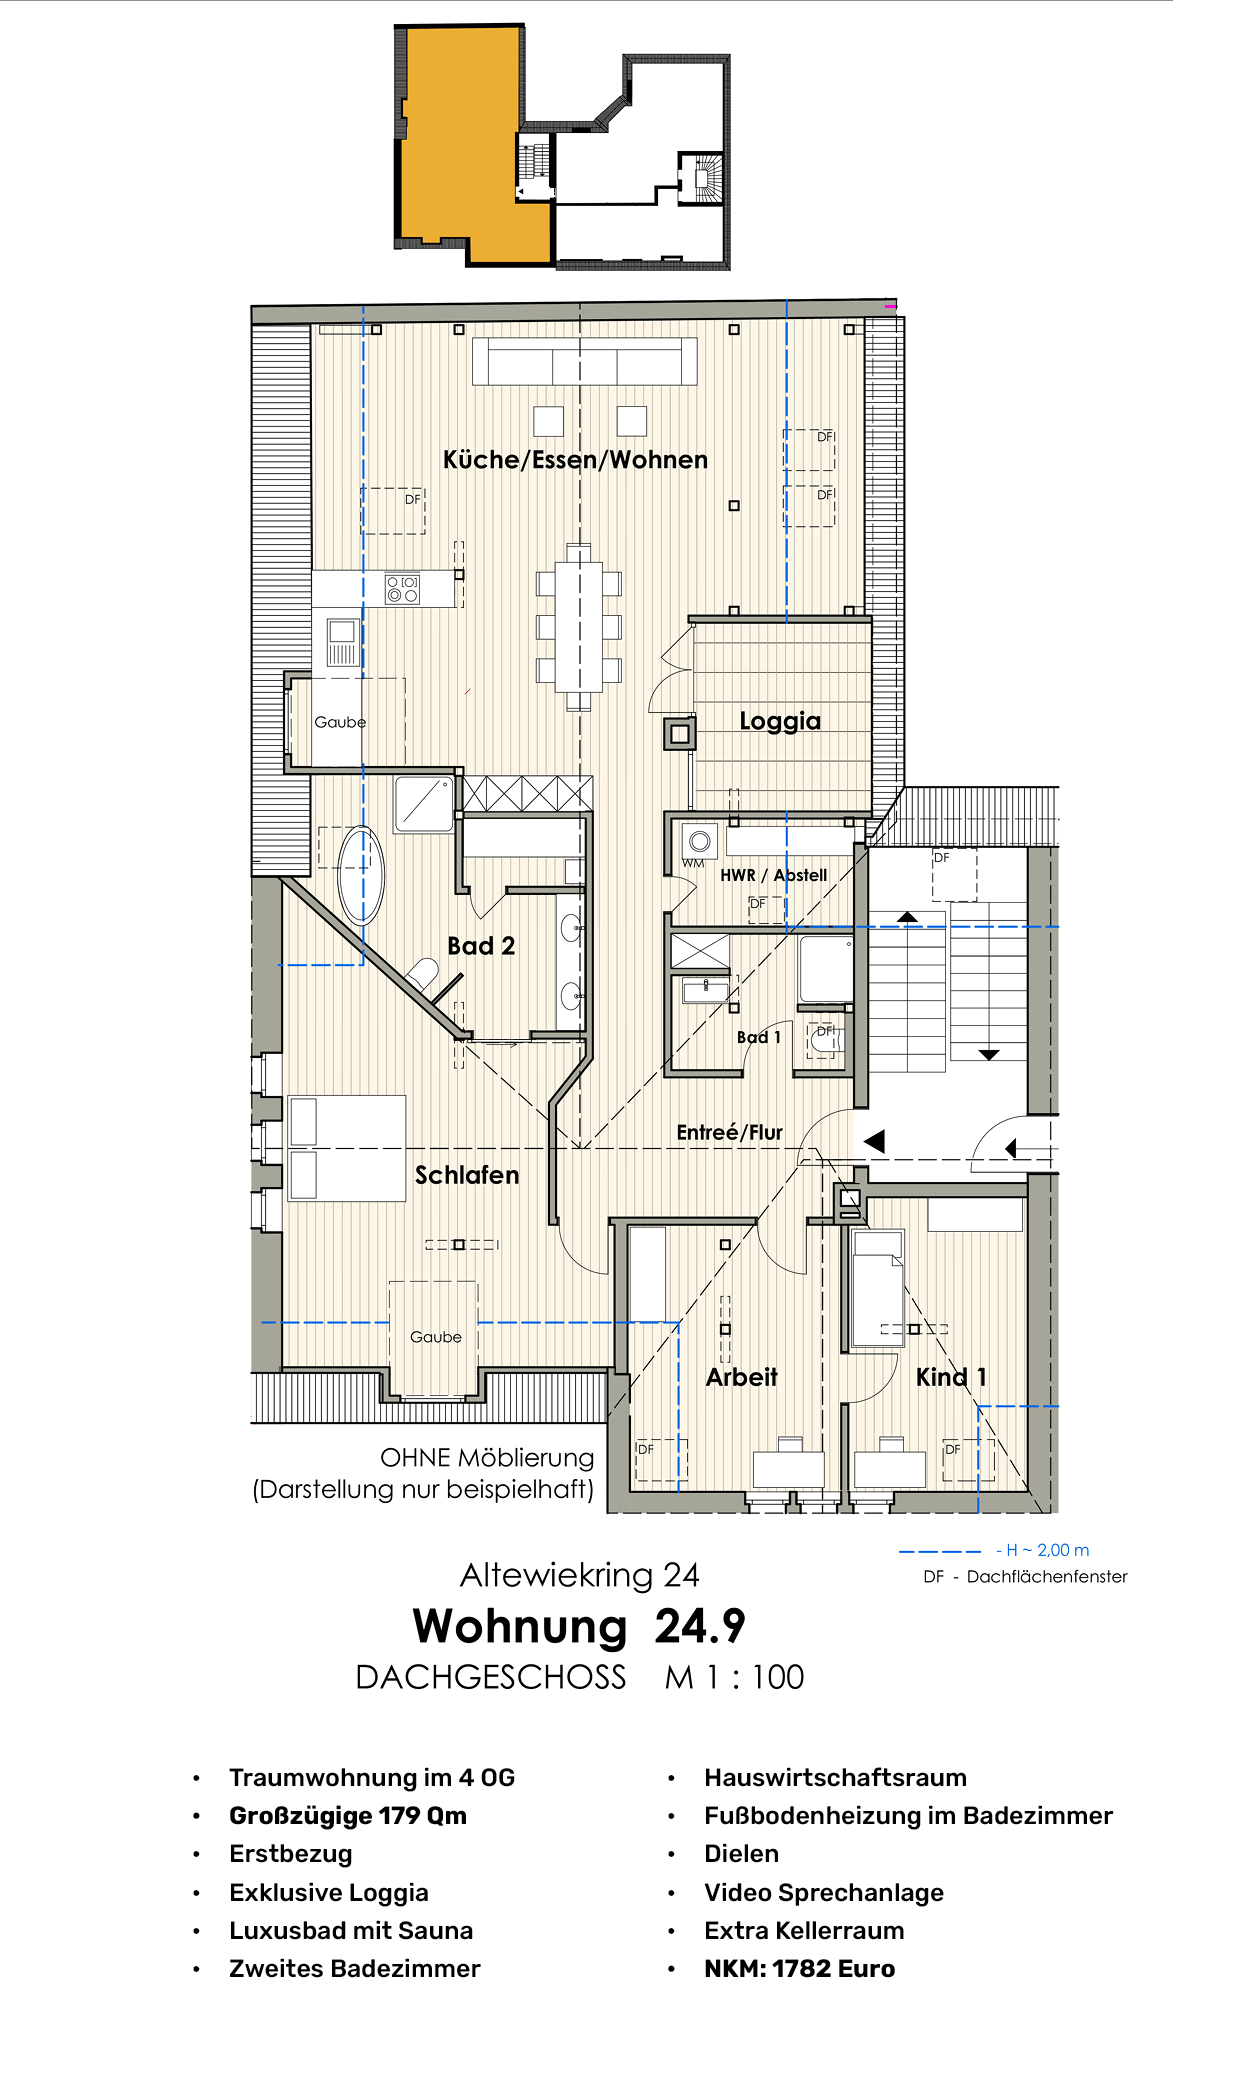 DF
Küche/Essen/Wohnen
DF
DF
Gaube
Loggia
WM
HWR / Abstell
DF
DF
Bad 2
Bad 1
DF
Entreé/Flur
Schlafen
Gaube
Arbeit
Kind 1
DF
DF
OHNE Möblierung
(Darstellung nur beispielhaft)
- H ~ 2,00 m
DF - Dachflächenfenster
Altewiekring 24
Wohnung 24.9
DACHGESCHOSS M 1 : 100
• Traumwohnung im 4 OG
• Großzügige 179 Qm
• Erstbezug
• Exklusive Loggia
• Luxusbad mit Sauna
• Zweites Badezimmer
• Hauswirtschaftsraum
• Fußbodenheizung im Badezimmer
• Dielen
• Video Sprechanlage
• Extra Kellerraum
• NKM: 1782 Euro